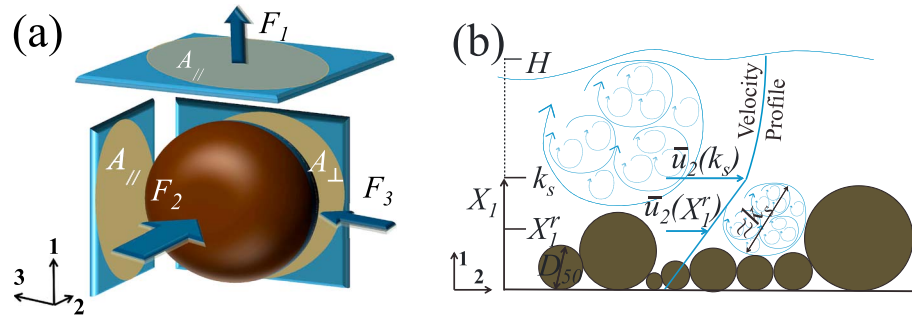 (a)
F₁
A//
A//
A⊥
F₂
F₃
1
3
2
(b)
H
Velocity
Profile
kₛ
ū₂(kₛ)
X₁
X₁ʳ
ū₂(X₁ʳ)
≈kₛ
D₅₀
1
2